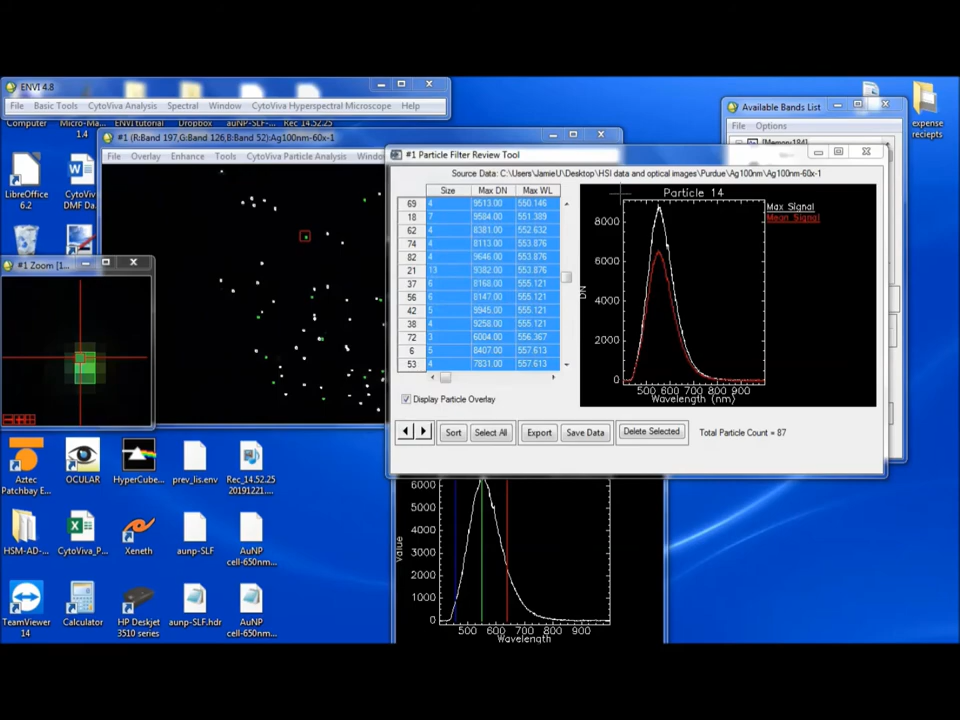 ENVI 4.8
File Basic Tools CytoViva Analysis Spectral Window CytoViva Hyperspectral Microscope Help
Computer Micro-Ma... 1.4 ENVI tutorial Dropbox auNP-SLF... Rec_14.52.25
#1 (R:Band 197,G:Band 126,B:Band 52):Ag100nm-60x-1
File Overlay Enhance Tools CytoViva Particle Analysis Window
Available Bands List
File Options
expense
reciepts
#1 Particle Filter Review Tool
Source Data: C:\Users\JamieU\Desktop\HSI data and optical images\Purdue\Ag100nm\Ag100nm-60x-1
Size Max DN Max WL
69 4 9513.00 550.146
18 7 9584.00 551.389
62 4 8381.00 552.632
74 4 8113.00 553.876
82 4 9646.00 553.876
21 13 9382.00 553.876
37 6 8168.00 555.121
56 6 8147.00 555.121
42 5 9945.00 555.121
38 4 9258.00 555.121
72 3 6004.00 556.367
6 5 8407.00 557.613
53 4 7831.00 557.613
Particle 14
Max Signal
Mean Signal
8000
6000
4000
2000
0
DN
500 600 700 800 900
Wavelength (nm)
Display Particle Overlay
Sort Select All Export Save Data Delete Selected Total Particle Count = 87
LibreOffice
6.2
CytoViv...
DMF Da...
#1 Zoom [1...
6000
5000
4000
3000
2000
1000
0
Value
500 600 700 800 900
Wavelength
Aztec
Patchbay E...
OCULAR
HyperCube...
prev_lis.env
Rec_14.52.25
20191221....
HSM-AD-...
CytoViva_P...
Xeneth
aunp-SLF
AuNP
cell-650nm...
TeamViewer
14
Calculator
HP Deskjet
3510 series
aunp-SLF.hdr
AuNP
cell-650nm...